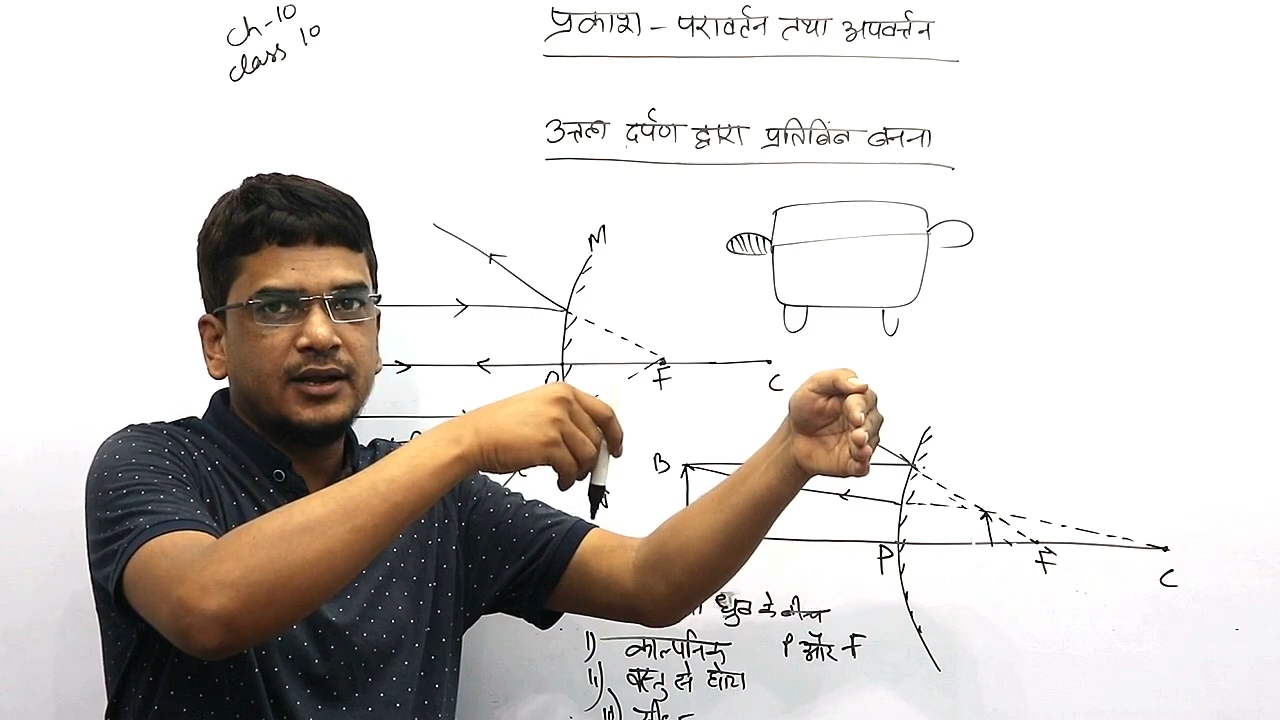 ch-10
class 10
प्रकाश - परावर्तन तथा अपवर्त्तन
उत्तल दर्पण द्वारा प्रतिबिंब बनना
M
F
C
B
P
F
C
ध्रुव के बीच
i) काल्पनिक P और F
ii) वस्तु से छोटा
iii)